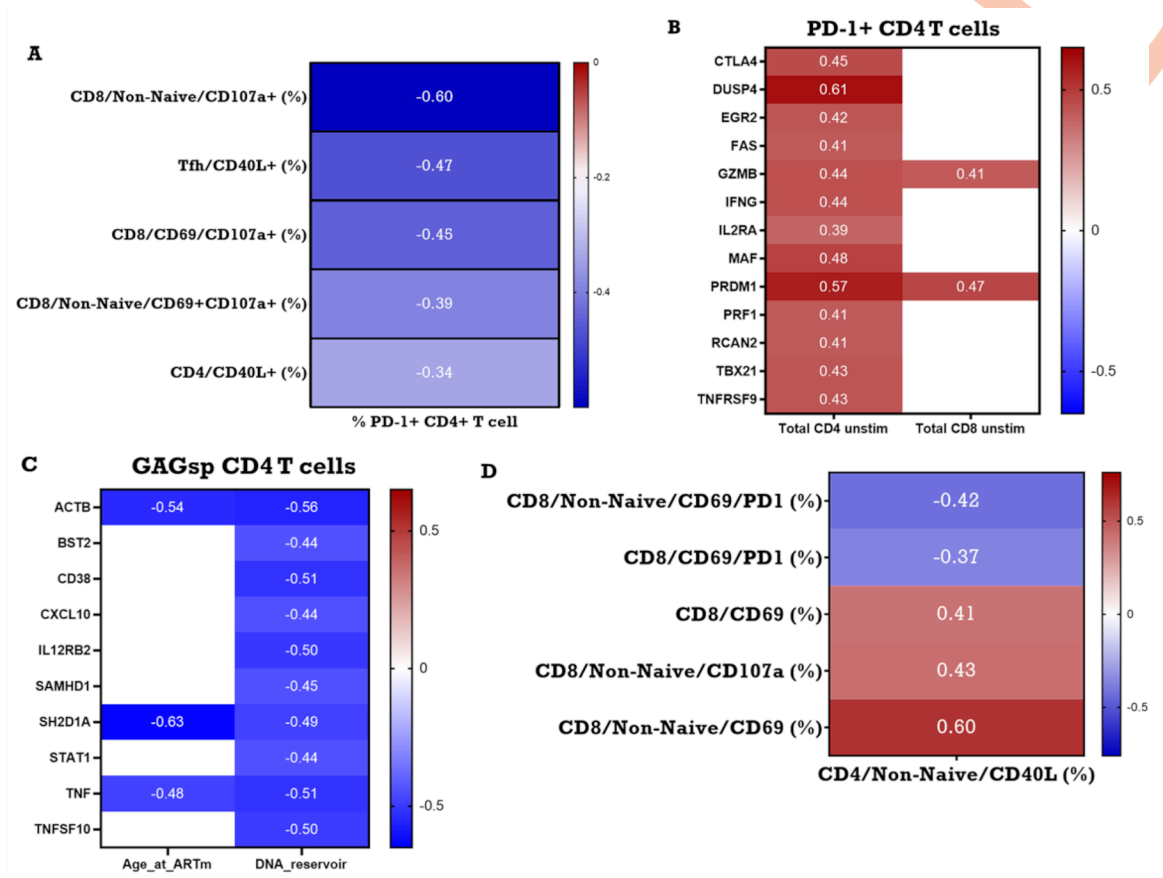 A
CD8/Non-Naive/CD107a+ (%)
-0.60
Tfh/CD40L+ (%)
-0.47
CD8/CD69/CD107a+ (%)
-0.45
CD8/Non-Naive/CD69+CD107a+ (%)
-0.39
CD4/CD40L+ (%)
-0.34
0
-0.2
-0.4
% PD-1+ CD4+ T cell
B
PD-1+ CD4 T cells
CTLA4 0.45
DUSP4 0.61
EGR2 0.42
FAS 0.41
GZMB 0.44 0.41
IFNG 0.44
IL2RA 0.39
MAF 0.48
PRDM1 0.57 0.47
PRF1 0.41
RCAN2 0.41
TBX21 0.43
TNFRSF9 0.43
0.5
0
-0.5
Total CD4 unstim Total CD8 unstim
C
GAGsp CD4 T cells
ACTB -0.54 -0.56
BST2 -0.44
CD38 -0.51
CXCL10 -0.44
IL12RB2 -0.50
SAMHD1 -0.45
SH2D1A -0.63 -0.49
STAT1 -0.44
TNF -0.48 -0.51
TNFSF10 -0.50
0.5
0
-0.5
Age_at_ARTm DNA_reservoir
D
CD8/Non-Naive/CD69/PD1 (%)
-0.42
CD8/CD69/PD1 (%)
-0.37
CD8/CD69 (%)
0.41
CD8/Non-Naive/CD107a (%)
0.43
CD8/Non-Naive/CD69 (%)
0.60
0.5
0
-0.5
CD4/Non-Naive/CD40L (%)